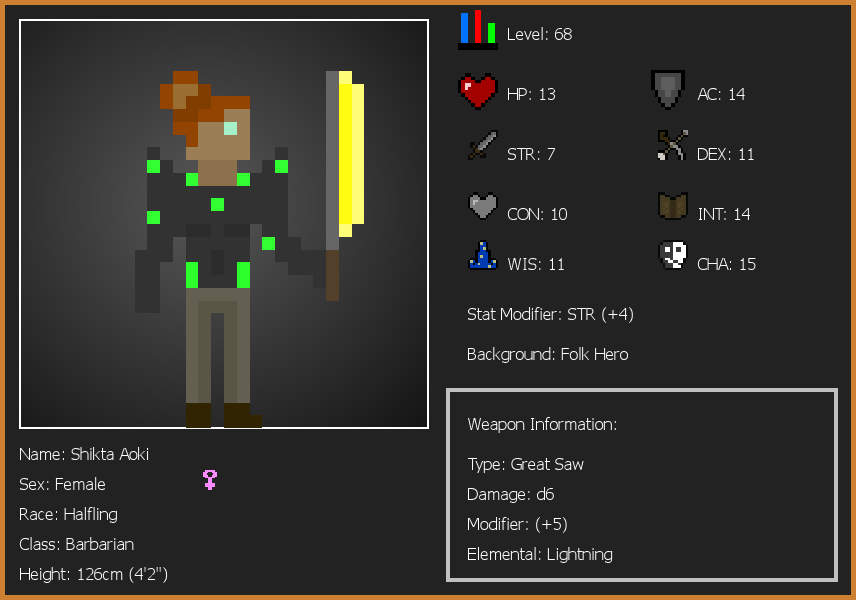 Level: 68
HP: 13
AC: 14
STR: 7
DEX: 11
CON: 10
INT: 14
WIS: 11
CHA: 15
Stat Modifier: STR (+4)
Background: Folk Hero
Weapon Information:
Type: Great Saw
Damage: d6
Modifier: (+5)
Elemental: Lightning
Name: Shikta Aoki
Sex: Female
Race: Halfling
Class: Barbarian
Height: 126cm (4'2")